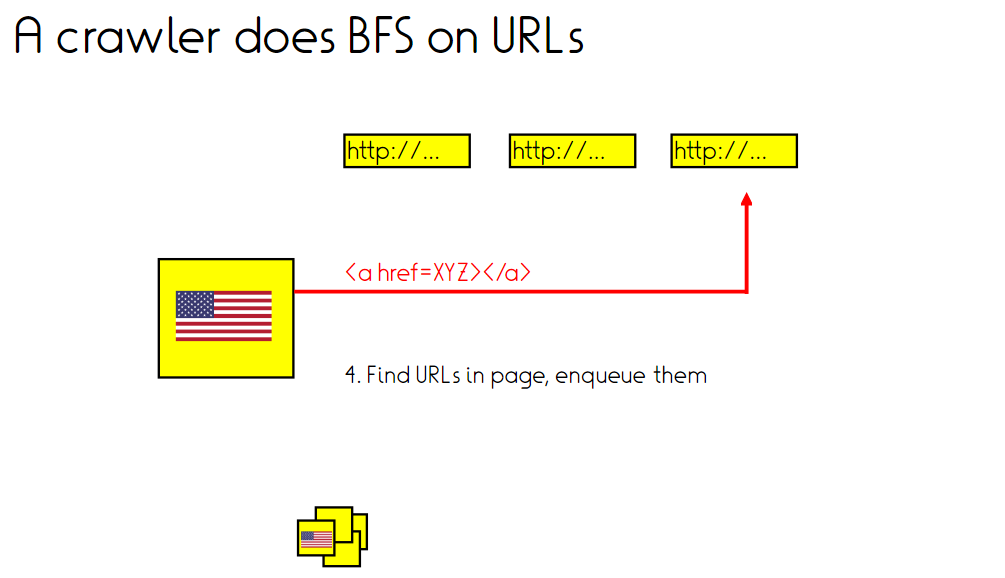 A crawler does BFS on URLs
http://...
http://...
http://...
<a href=XYZ></a>
4. Find URLs in page, enqueue them